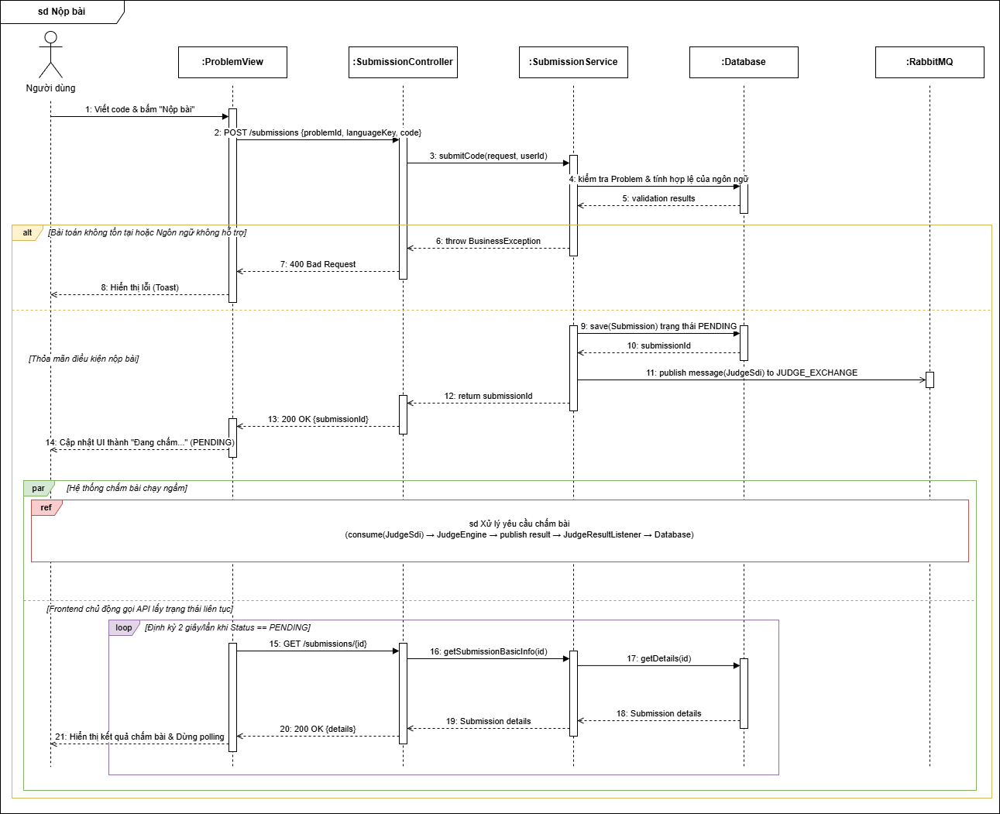 sd Nộp bài
Người dùng
:ProblemView
:SubmissionController
:SubmissionService
:Database
:RabbitMQ
1: Viết code & bấm "Nộp bài"
2: POST /submissions {problemId, languageKey, code}
3: submitCode(request, userId)
4: kiểm tra Problem & tính hợp lệ của ngôn ngữ
5: validation results
alt
[Bài toán không tồn tại hoặc Ngôn ngữ không hỗ trợ]
6: throw BusinessException
7: 400 Bad Request
8: Hiển thị lỗi (Toast)
9: save(Submission) trạng thái PENDING
10: submissionId
[Thỏa mãn điều kiện nộp bài]
11: publish message(JudgeSdi) to JUDGE_EXCHANGE
12: return submissionId
13: 200 OK {submissionId}
14: Cập nhật UI thành "Đang chấm..." (PENDING)
par
[Hệ thống chấm bài chạy ngầm]
ref
sd Xử lý yêu cầu chấm bài
(consume(JudgeSdi) → JudgeEngine → publish result → JudgeResultListener → Database)
[Frontend chủ động gọi API lấy trạng thái liên tục]
loop
[Định kỳ 2 giây/lần khi Status == PENDING]
15: GET /submissions/{id}
16: getSubmissionBasicInfo(id)
17: getDetails(id)
18: Submission details
19: Submission details
20: 200 OK {details}
21: Hiển thị kết quả chấm bài & Dừng polling